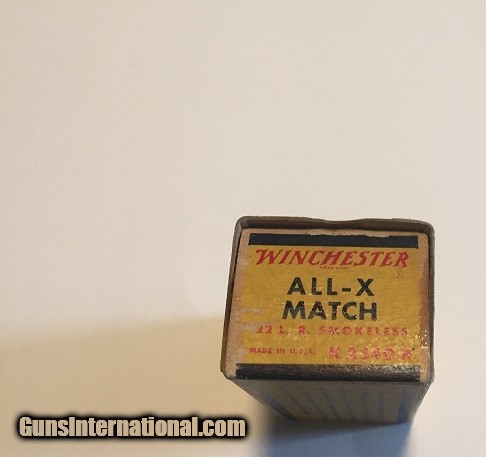 WINCHESTER
ALL-X
MATCH
22 L. R. SMOKELESS
MADE IN U.S.A.
GunsInternational.com